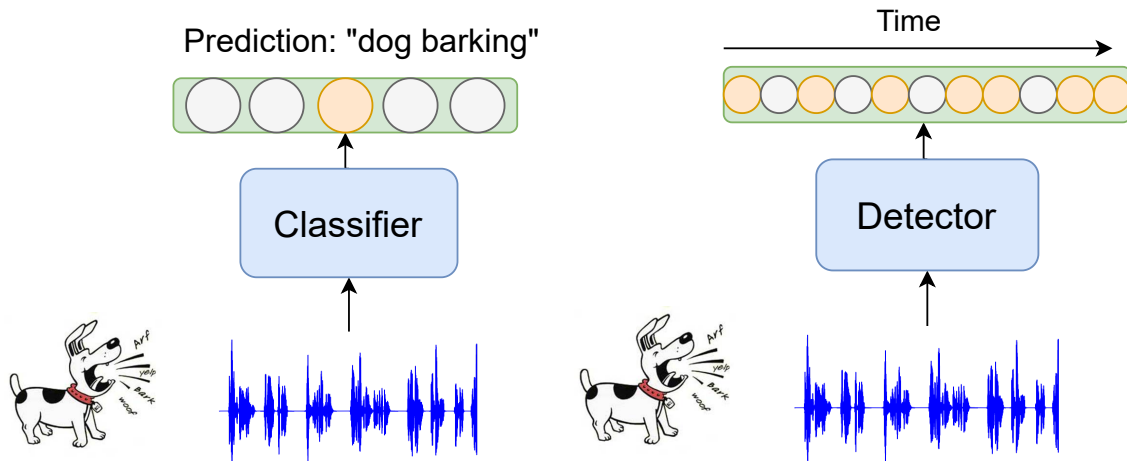 Prediction: "dog barking"
Classifier
Arf
yelp
Bark
woof
Time
Detector
Arf
yelp
Bark
woof